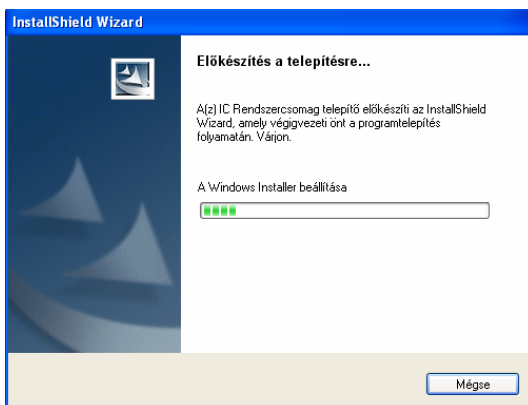 InstallShield Wizard
Előkészítés a telepítésre...
A(z) IC Rendszercsomag telepítő előkészíti az InstallShield
Wizard, amely végigvezeti önt a programtelepítés
folyamatán. Várjon.
A Windows Installer beállítása
Mégse